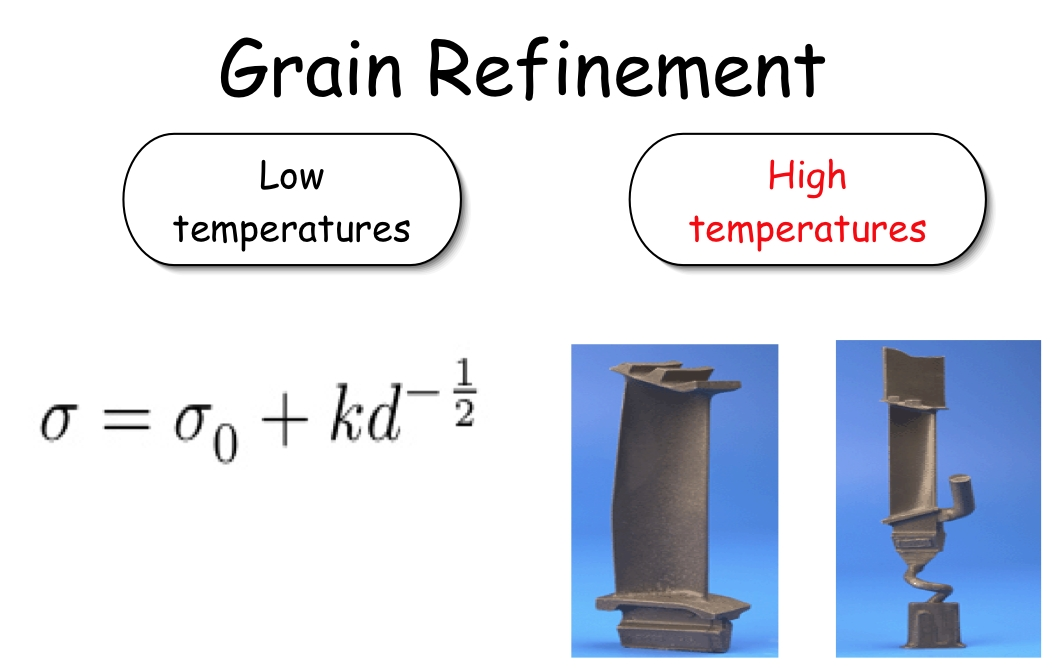 Grain Refinement
Low
temperatures
High
temperatures
σ = σ₀ + kd^{-1/2}